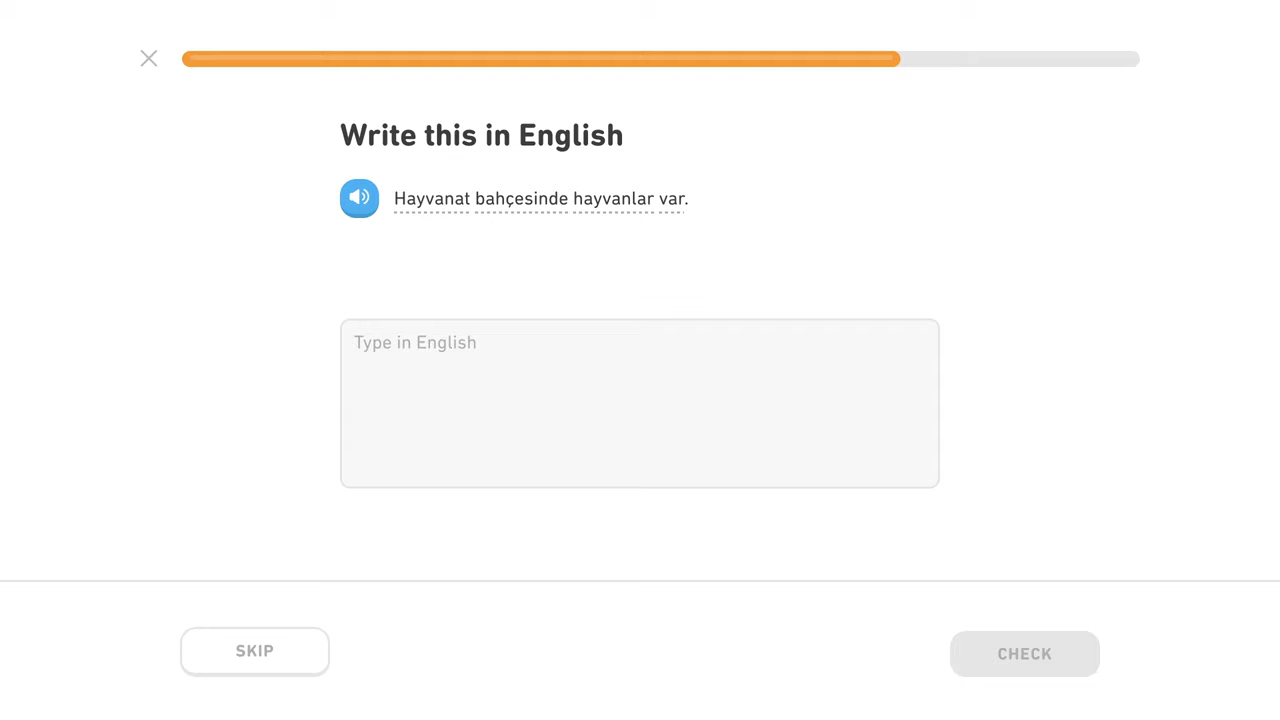 Write this in English
Hayvanat bahçesinde hayvanlar var.
Type in English
SKIP
CHECK